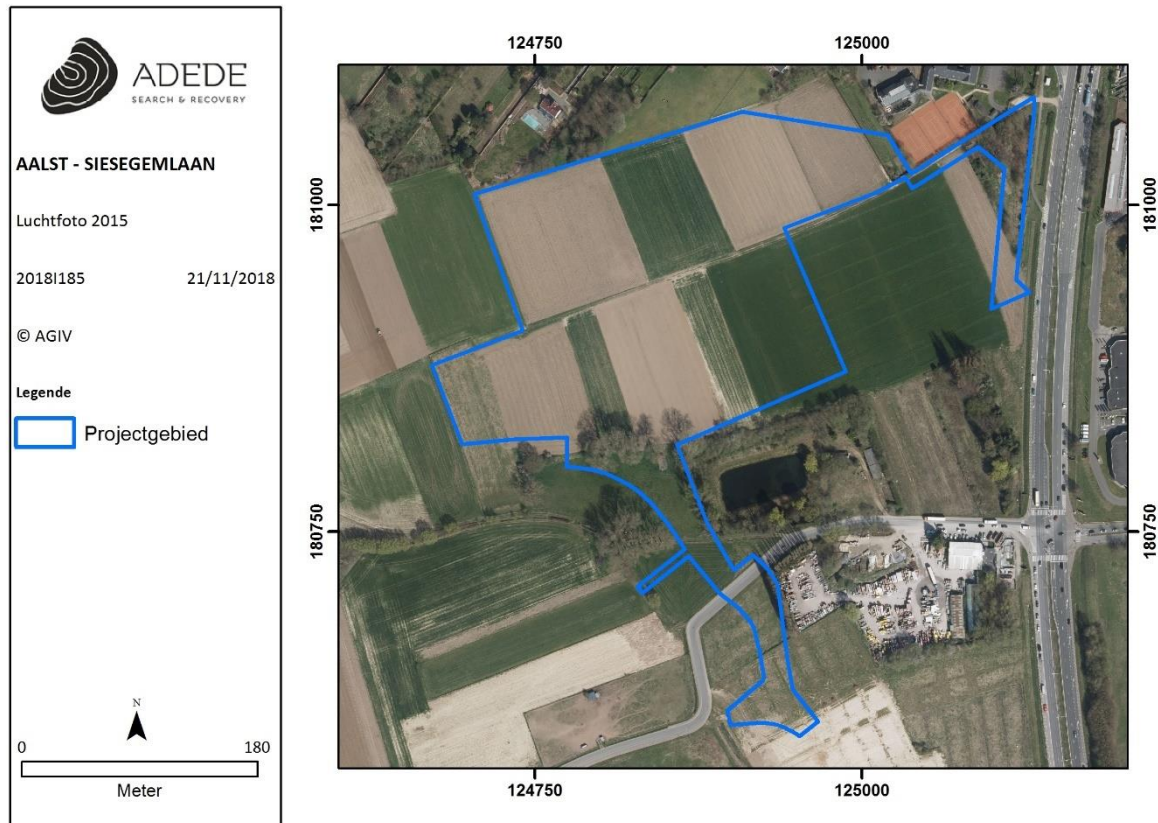 ADEDE
SEARCH & RECOVERY
AALST - SIESEGEMLAAN
Luchtfoto 2015
2018I185 21/11/2018
© AGIV
Legende
Projectgebied
N
0 180
Meter
124750 125000
181000 181000
180750 180750
124750 125000